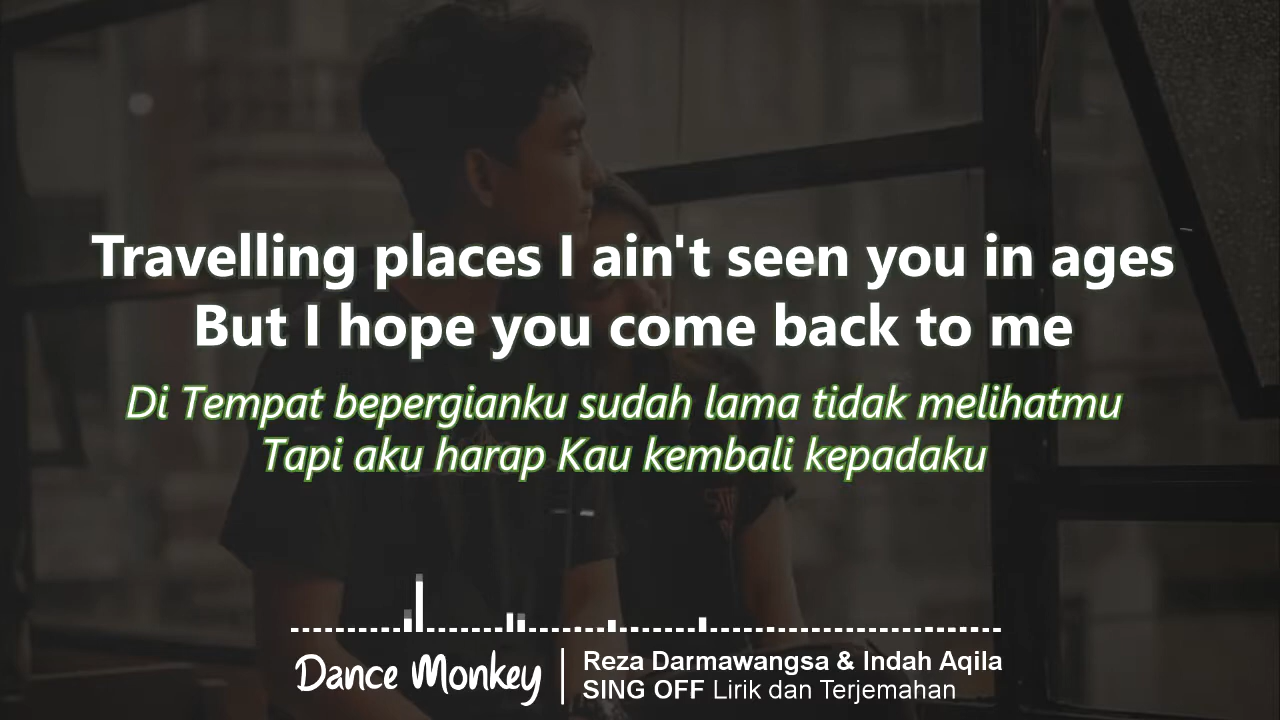 Travelling places I ain't seen you in ages
But I hope you come back to me
Di Tempat bepergianku sudah lama tidak melihatmu
Tapi aku harap Kau kembali kepadaku
Dance Monkey
Reza Darmawangsa & Indah Aqila
SING OFF Lirik dan Terjemahan